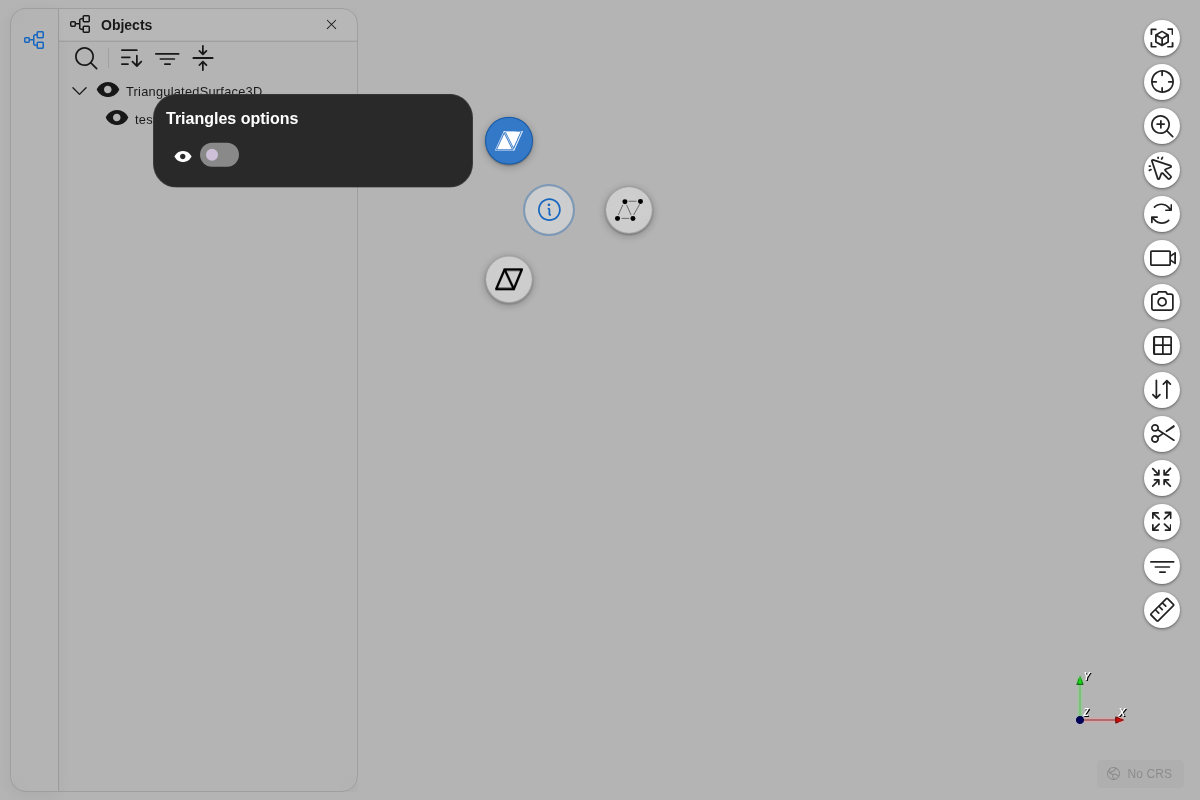 Objects
TriangulatedSurface3D
tes
Triangles options
Y
Z
X
No CRS